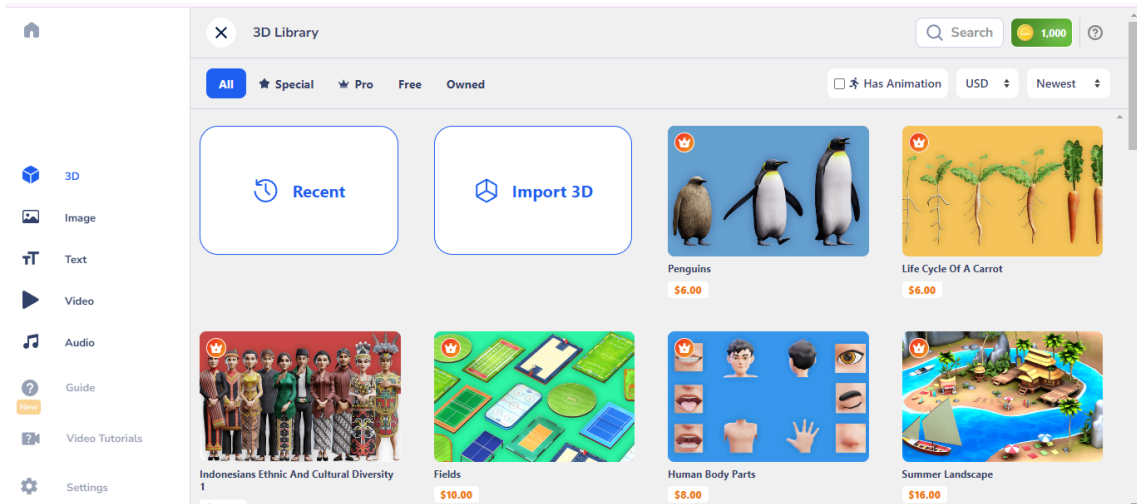 3D Library
Search
1,000
All
Special
Pro
Free
Owned
Has Animation
USD
Newest
3D
Image
Text
Video
Audio
Guide
New
Video Tutorials
Settings
Recent
Import 3D
Penguins
$6.00
Life Cycle Of A Carrot
$6.00
Indonesians Ethnic And Cultural Diversity
1
Fields
$10.00
Human Body Parts
$8.00
Summer Landscape
$16.00